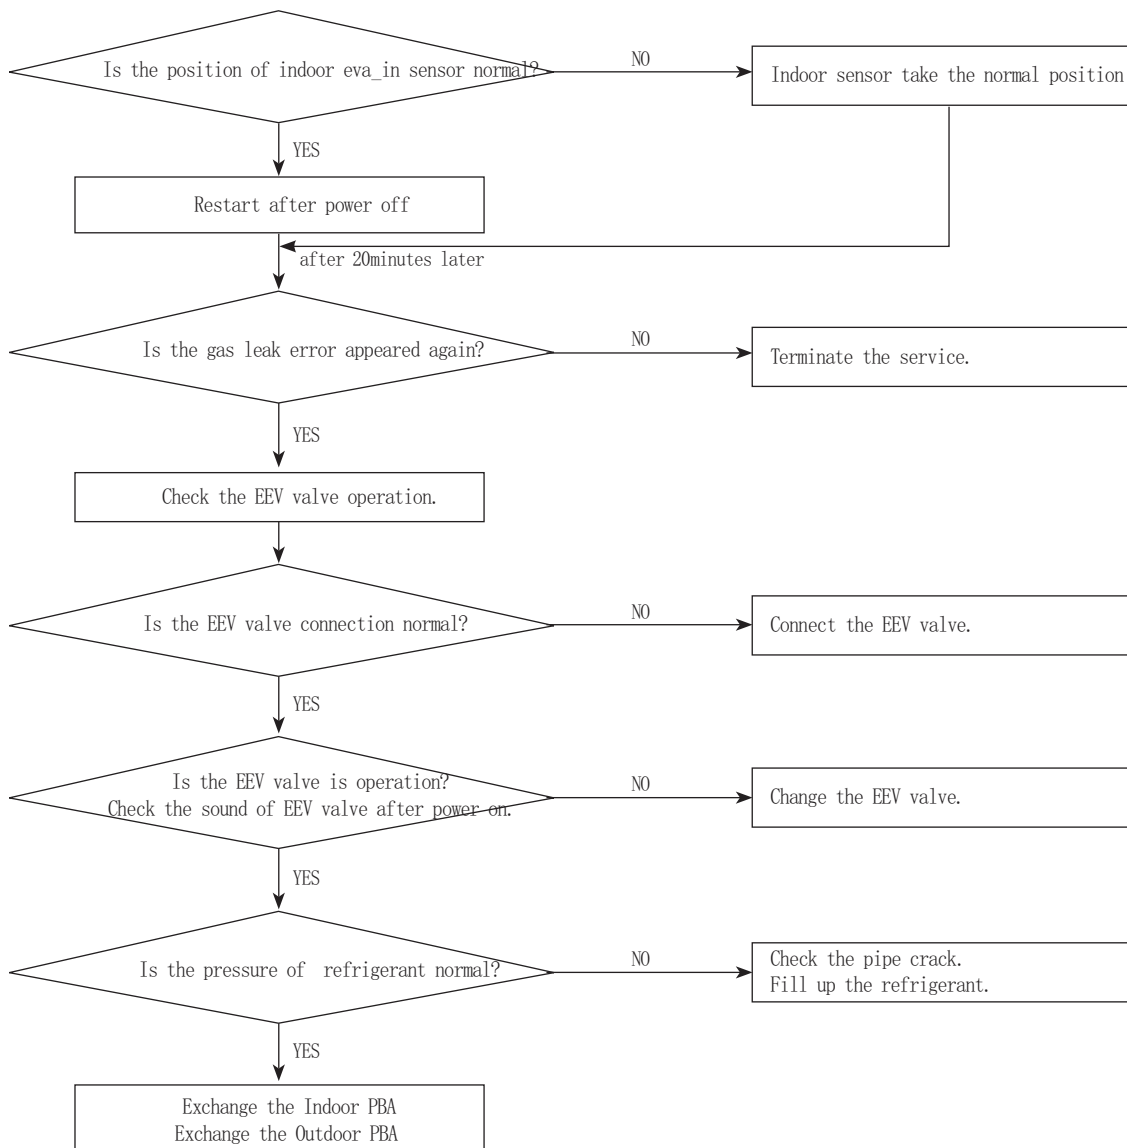 Is the position of indoor eva_in sensor normal?
NO
Indoor sensor take the normal position
YES
Restart after power off
after 20minutes later
Is the gas leak error appeared again?
NO
Terminate the service.
YES
Check the EEV valve operation.
Is the EEV valve connection normal?
NO
Connect the EEV valve.
YES
Is the EEV valve is operation?
Check the sound of EEV valve after power on.
NO
Change the EEV valve.
YES
Is the pressure of  refrigerant normal?
NO
Check the pipe crack.
Fill up the refrigerant.
YES
Exchange the Indoor PBA
Exchange the Outdoor PBA